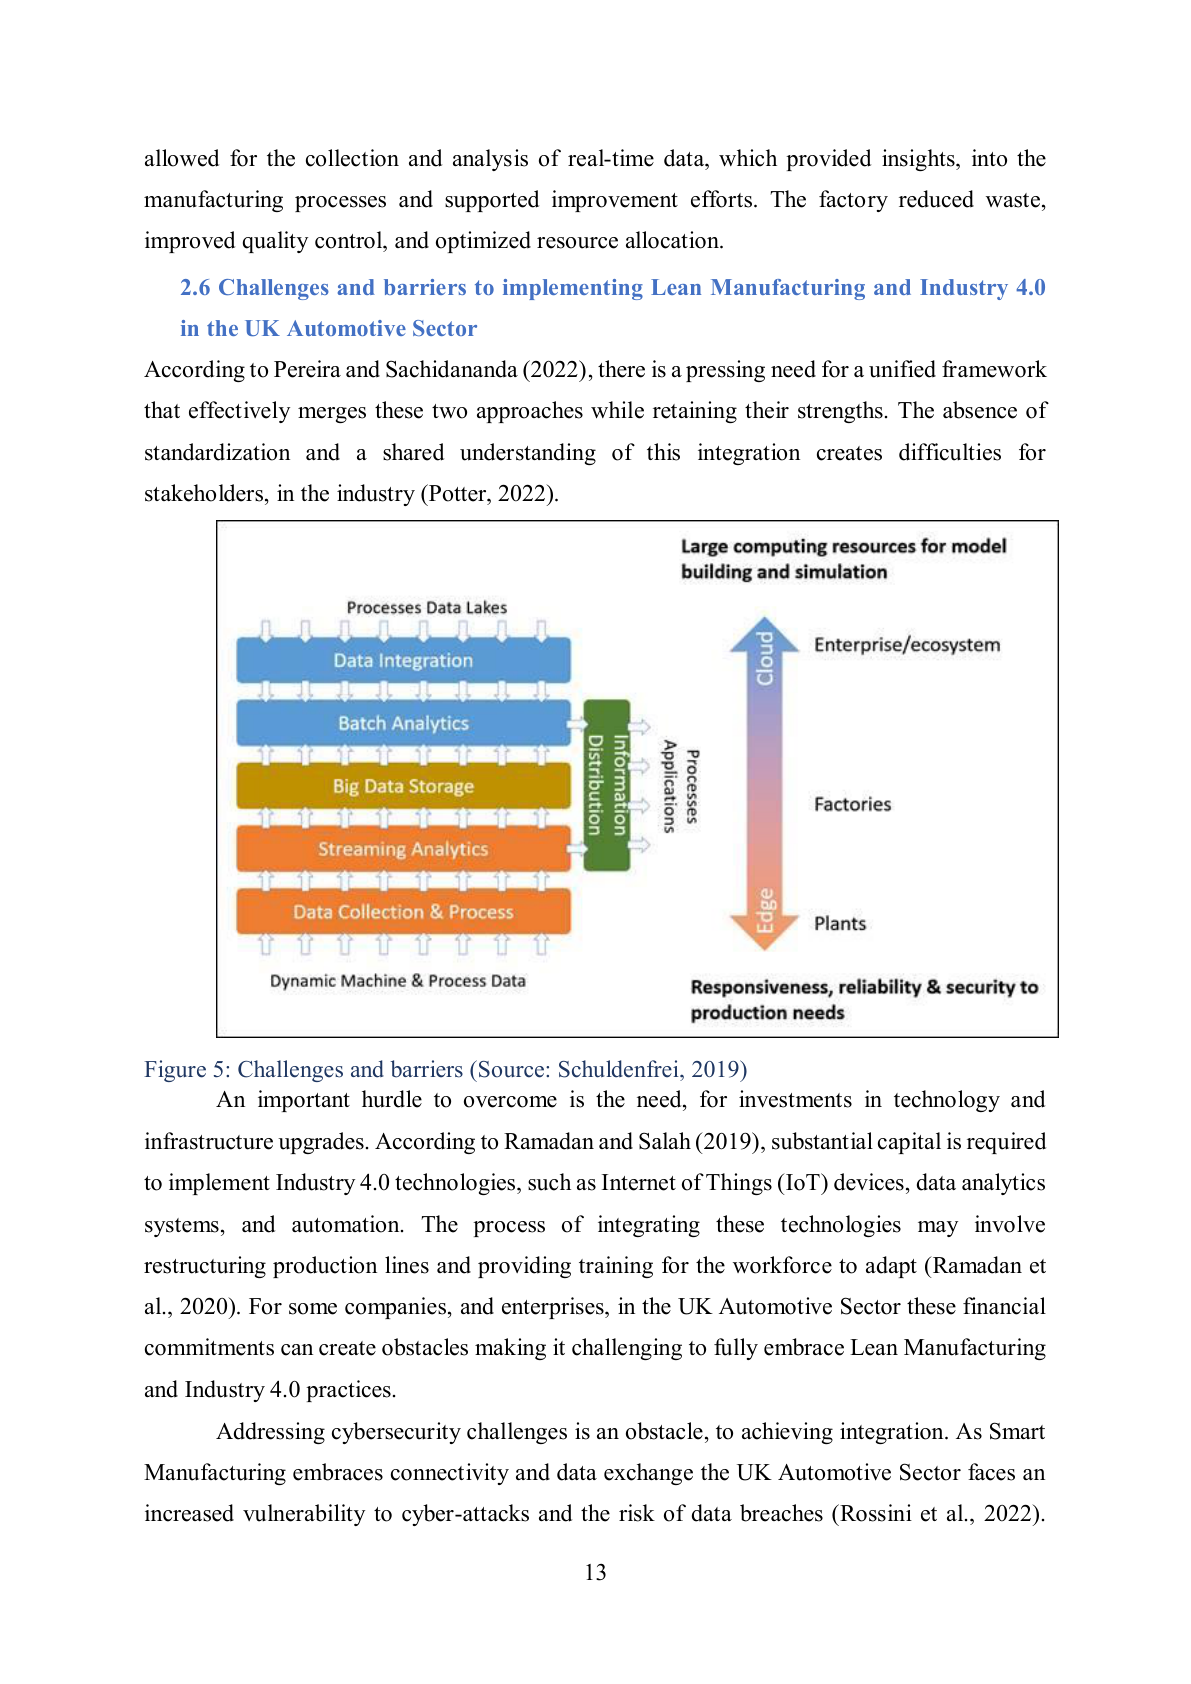 allowed for the collection and analysis of real-time data, which provided insights, into the
manufacturing processes and supported improvement efforts. The factory reduced waste,
improved quality control, and optimized resource allocation.
2.6 Challenges and barriers to implementing Lean Manufacturing and Industry 4.0
in the UK Automotive Sector
According to Pereira and Sachidananda (2022), there is a pressing need for a unified framework
that effectively merges these two approaches while retaining their strengths. The absence of
standardization and a shared understanding of this integration creates difficulties for
stakeholders, in the industry (Potter, 2022).
Large computing resources for model
building and simulation
Processes Data Lakes
Data Integration
Batch Analytics
Big Data Storage
Streaming Analytics
Data Collection & Process
Dynamic Machine & Process Data
Information
Distribution
Processes
Applications
Cloud
Edge
Enterprise/ecosystem
Factories
Plants
Responsiveness, reliability & security to
production needs
Figure 5: Challenges and barriers (Source: Schuldenfrei, 2019)
An important hurdle to overcome is the need, for investments in technology and
infrastructure upgrades. According to Ramadan and Salah (2019), substantial capital is required
to implement Industry 4.0 technologies, such as Internet of Things (IoT) devices, data analytics
systems, and automation. The process of integrating these technologies may involve
restructuring production lines and providing training for the workforce to adapt (Ramadan et
al., 2020). For some companies, and enterprises, in the UK Automotive Sector these financial
commitments can create obstacles making it challenging to fully embrace Lean Manufacturing
and Industry 4.0 practices.
Addressing cybersecurity challenges is an obstacle, to achieving integration. As Smart
Manufacturing embraces connectivity and data exchange the UK Automotive Sector faces an
increased vulnerability to cyber-attacks and the risk of data breaches (Rossini et al., 2022).
13